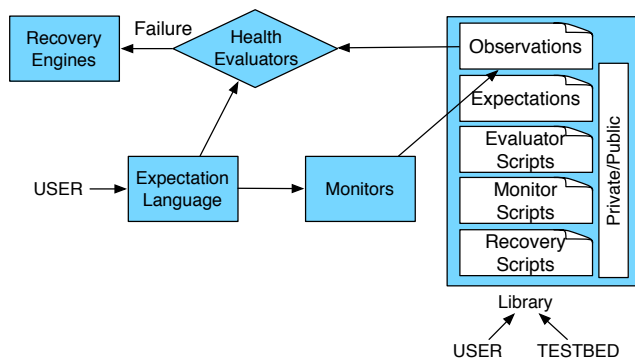 Recovery
Engines
Failure
Health
Evaluators
Observations
Expectations
Evaluator
Scripts
Monitor
Scripts
Recovery
Scripts
Private/Public
USER
Expectation
Language
Monitors
Library
USER
TESTBED